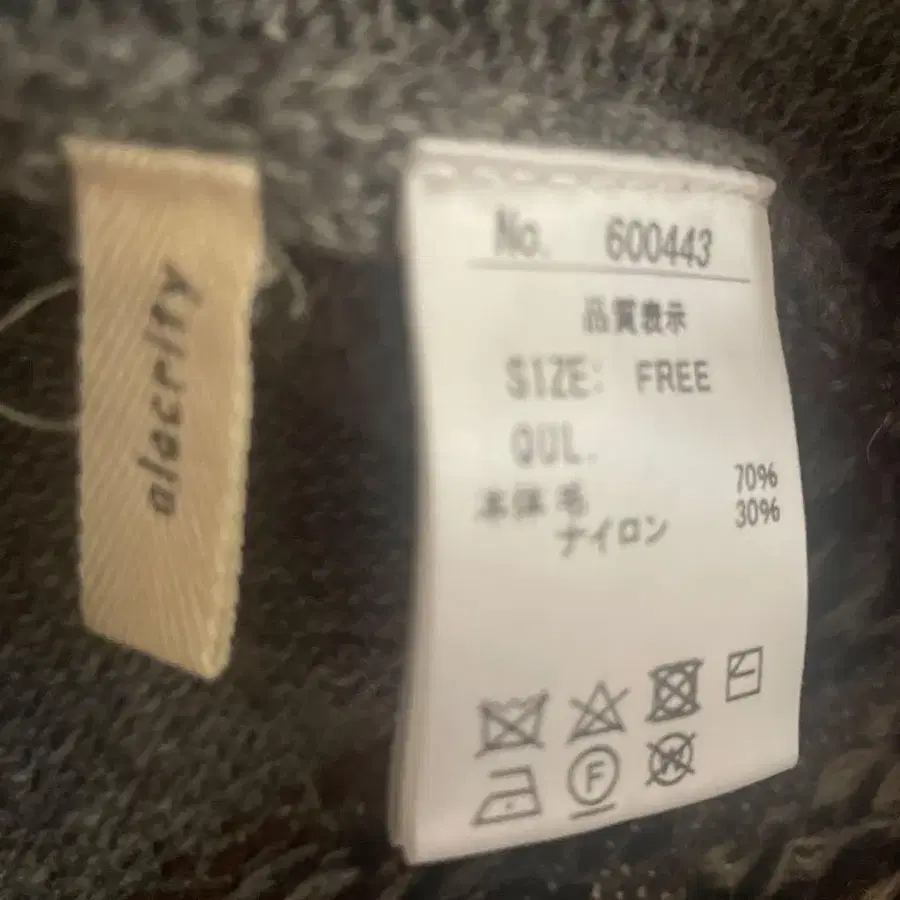 alacrity
No. 600443
品質表示
SIZE: FREE
QUL.
本体 毛 70%
ナイロン 30%
F
W